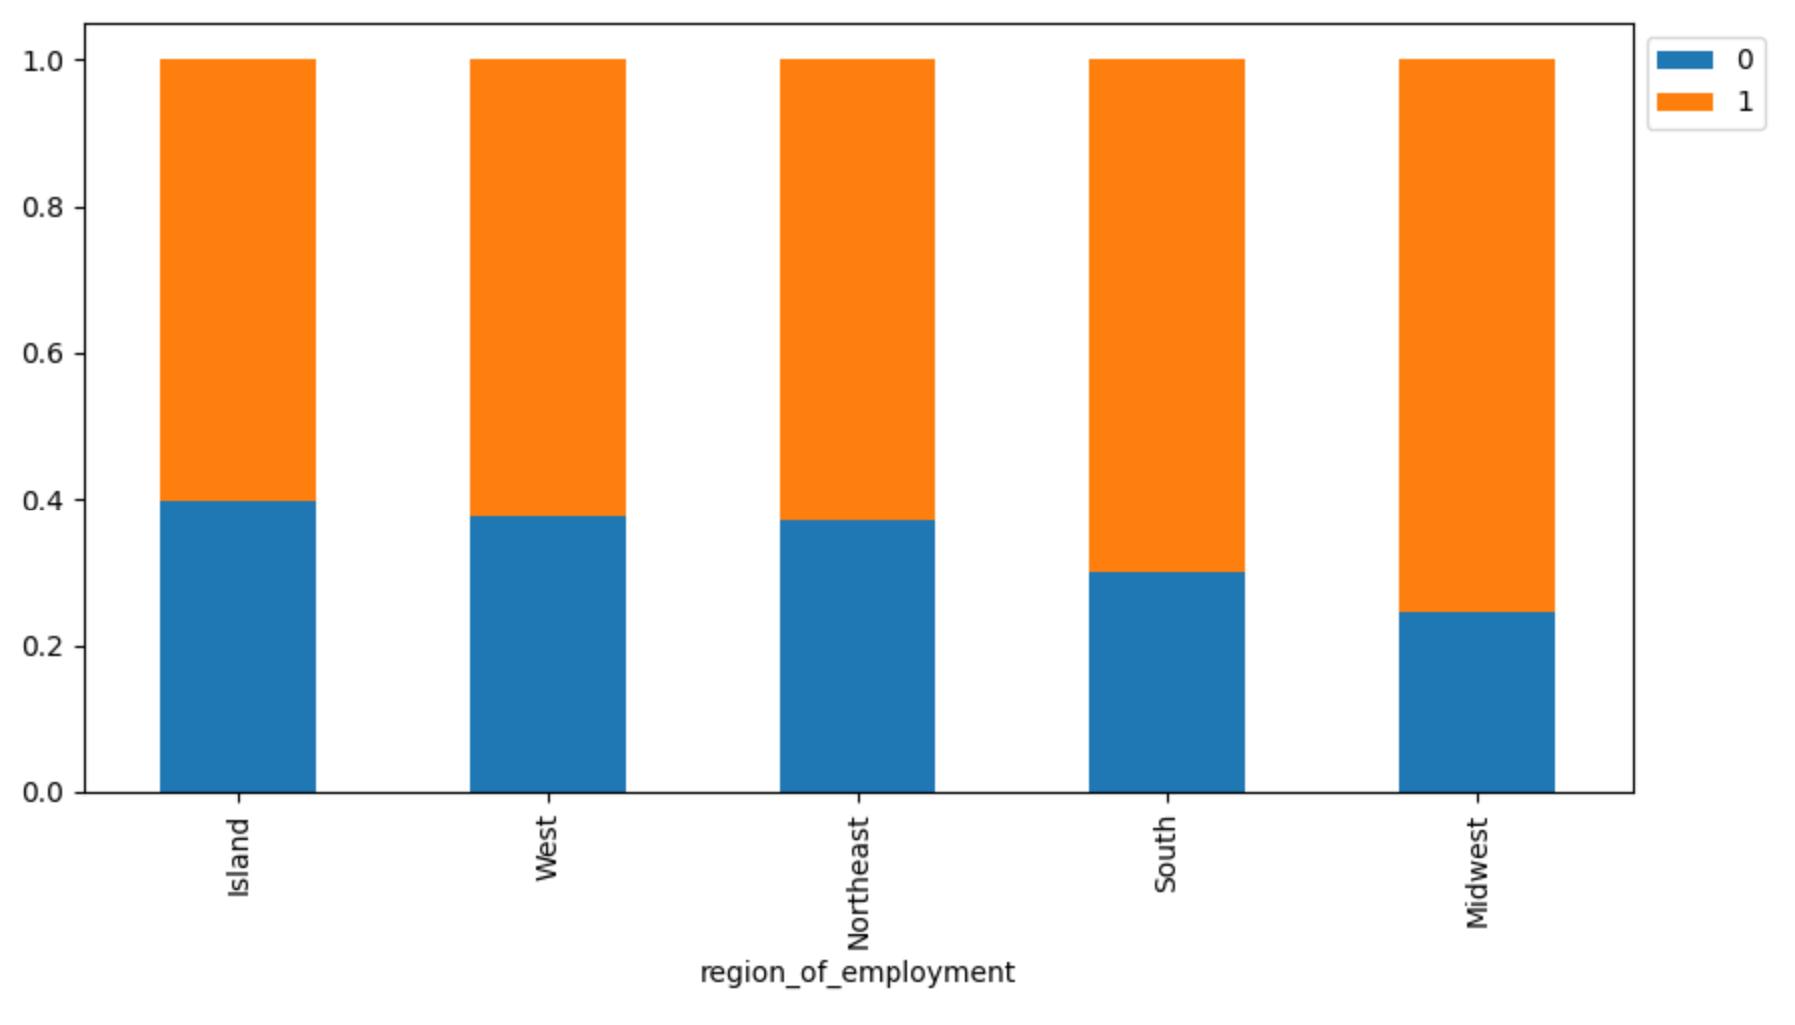 1.0
0.8
0.6
0.4
0.2
0.0
0
1
Island
West
Northeast
South
Midwest
region_of_employment